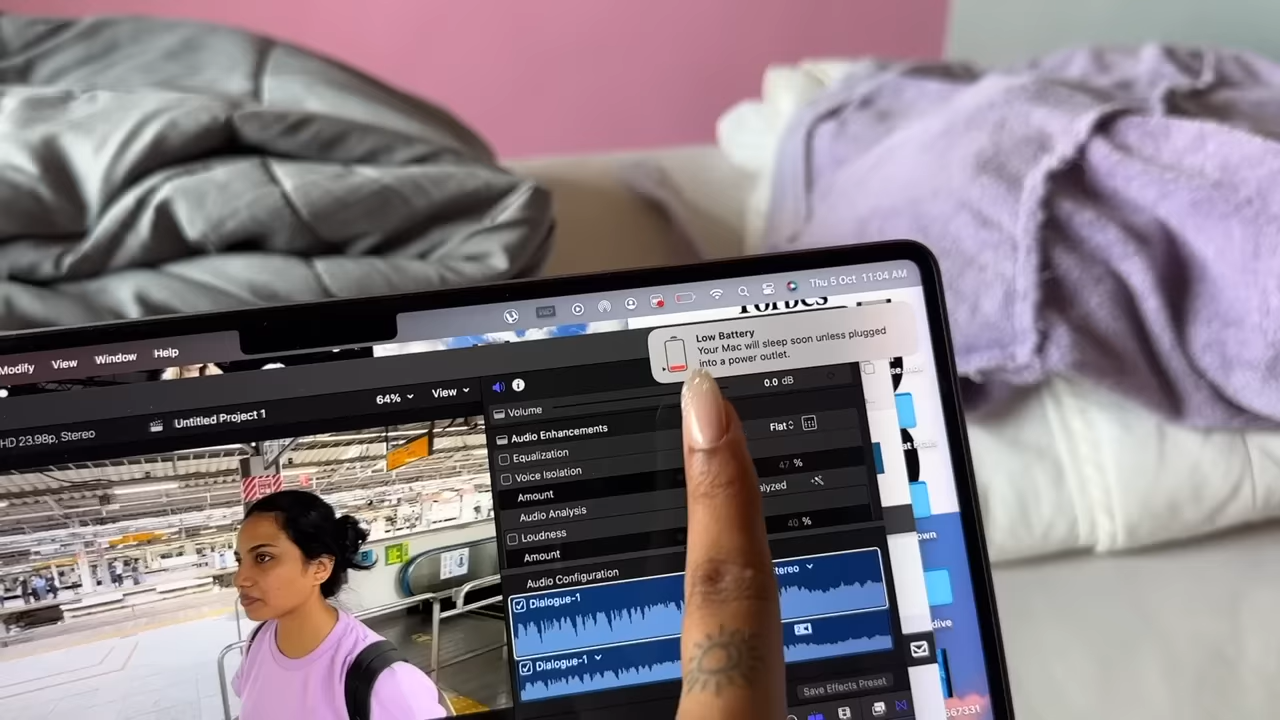 Thu 5 Oct 11:04 AM
Forbes
Modify View Window Help
Low Battery
Your Mac will sleep soon unless plugged
into a power outlet.
64%
View
HD 23.98p, Stereo
Untitled Project 1
Volume
0.0 dB
Audio Enhancements
Flat
Equalization
Voice Isolation
47 %
Amount
Audio Analysis
Loudness
40 %
Amount
Audio Configuration
Dialogue-1
Dialogue-1
Save Effects Preset
667331